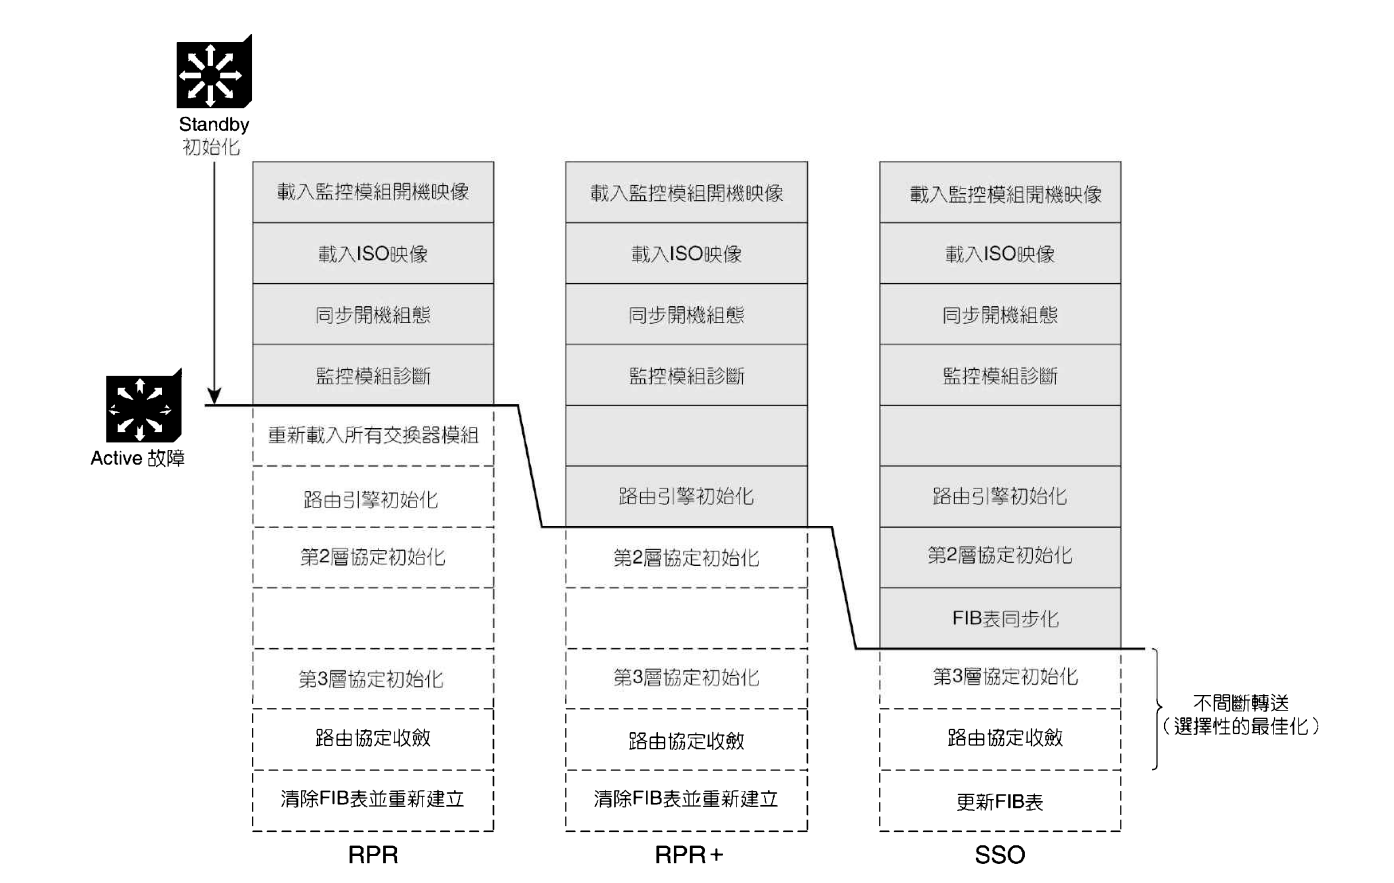 Standby
初始化
載入監控模組開機映像
載入ISO映像
同步開機組態
監控模組診斷
Active 故障
重新載入所有交換器模組
路由引擎初始化
第2層協定初始化
第3層協定初始化
路由協定收斂
清除FIB表並重新建立
RPR
載入監控模組開機映像
載入ISO映像
同步開機組態
監控模組診斷
路由引擎初始化
第2層協定初始化
第3層協定初始化
路由協定收斂
清除FIB表並重新建立
RPR+
載入監控模組開機映像
載入ISO映像
同步開機組態
監控模組診斷
路由引擎初始化
第2層協定初始化
FIB表同步化
第3層協定初始化
路由協定收斂
更新FIB表
SSO
不間斷轉送
（選擇性的最佳化）